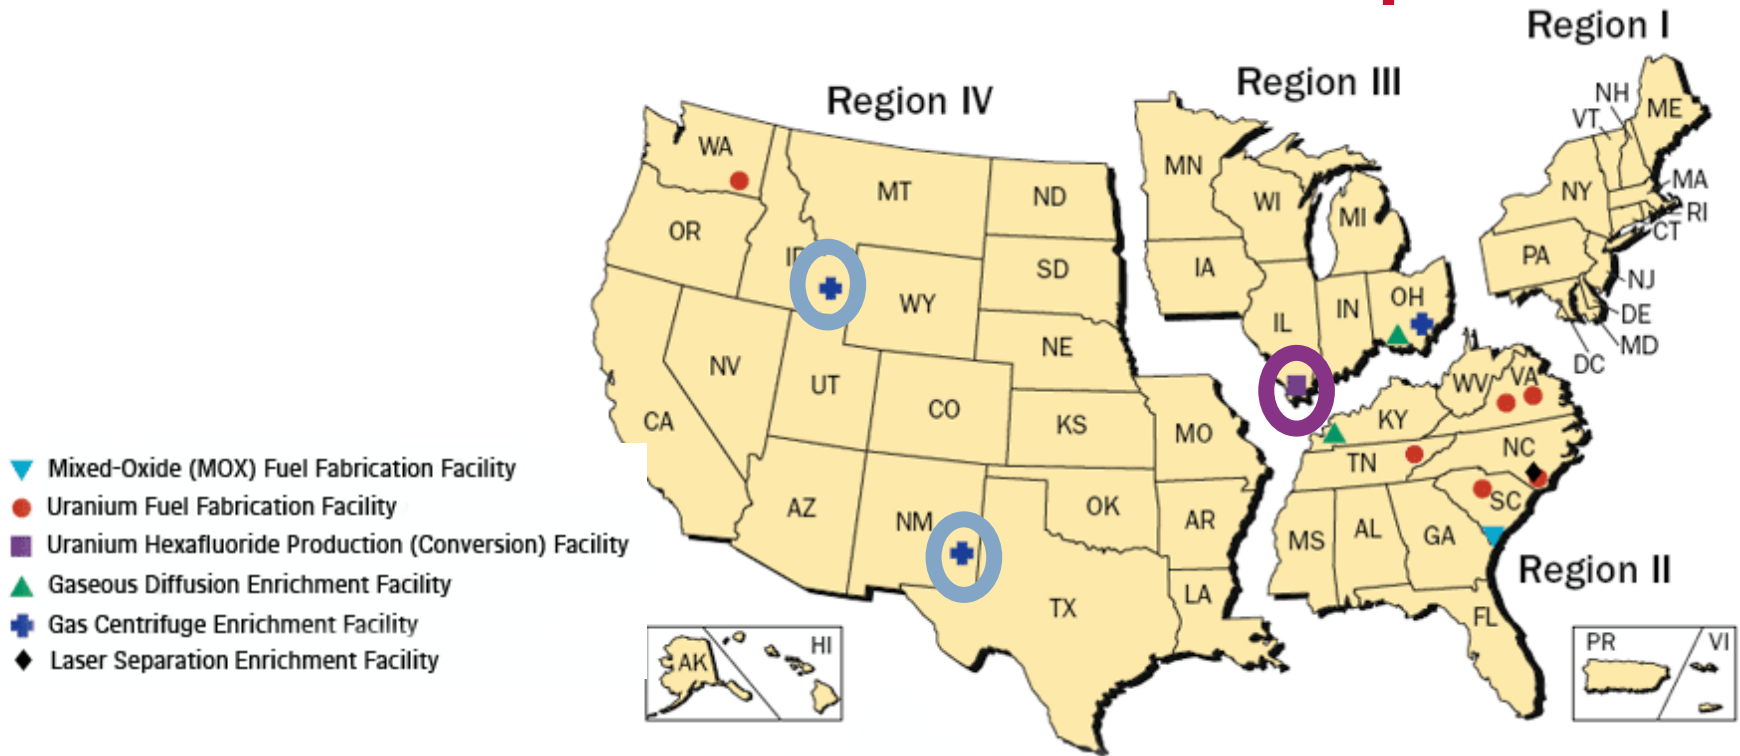 Region I
Region III
Region IV
NH
ME
VT
WA
MN
MA
MT
NY
ND
WI
RI
MI
OR
CT
PA
ID
IA
SD
NJ
OH
WY
IN
DE
IL
MD
NE
DC
NV
VA
UT
WV
CO
KY
CA
KS
MO
NC
TN
Mixed-Oxide (MOX) Fuel Fabrication Facility
SC
AZ
OK
Uranium Fuel Fabrication Facility
NM
AR
AL
GA
MS
Uranium Hexafluoride Production (Conversion) Facility
Region II
Gaseous Diffusion Enrichment Facility
LA
TX
FL
Gas Centrifuge Enrichment Facility
HI
PR
VI
AK
Laser Separation Enrichment Facility